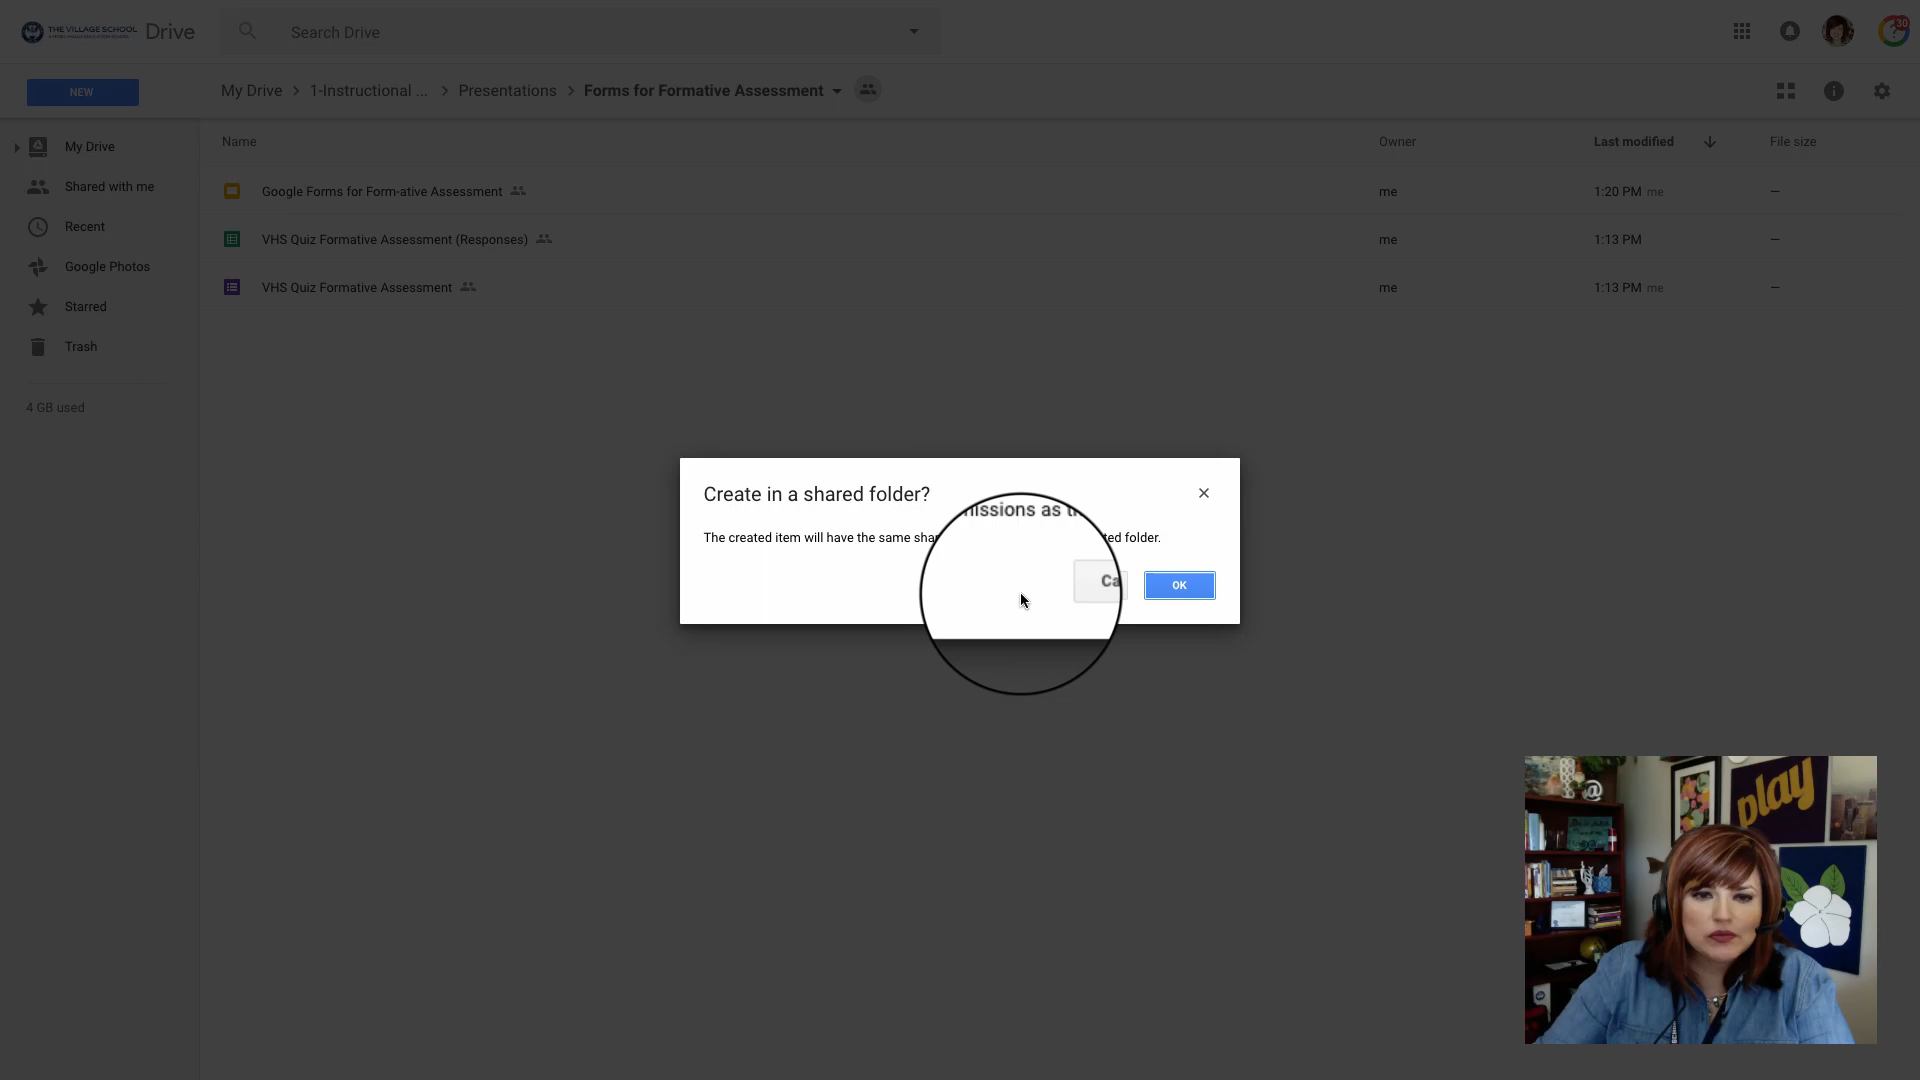 THE VILLAGE SCHOOL Drive
Search Drive
30
NEW
My Drive > 1-Instructional ... > Presentations > Forms for Formative Assessment
My Drive
Shared with me
Recent
Google Photos
Starred
Trash
4 GB used
Name Owner Last modified File size
Google Forms for Form-ative Assessment me 1:20 PM me —
VHS Quiz Formative Assessment (Responses) me 1:13 PM —
VHS Quiz Formative Assessment me 1:13 PM me —
Create in a shared folder?
issions as t
The created item will have the same shar ted folder.
Ca
OK
@
play